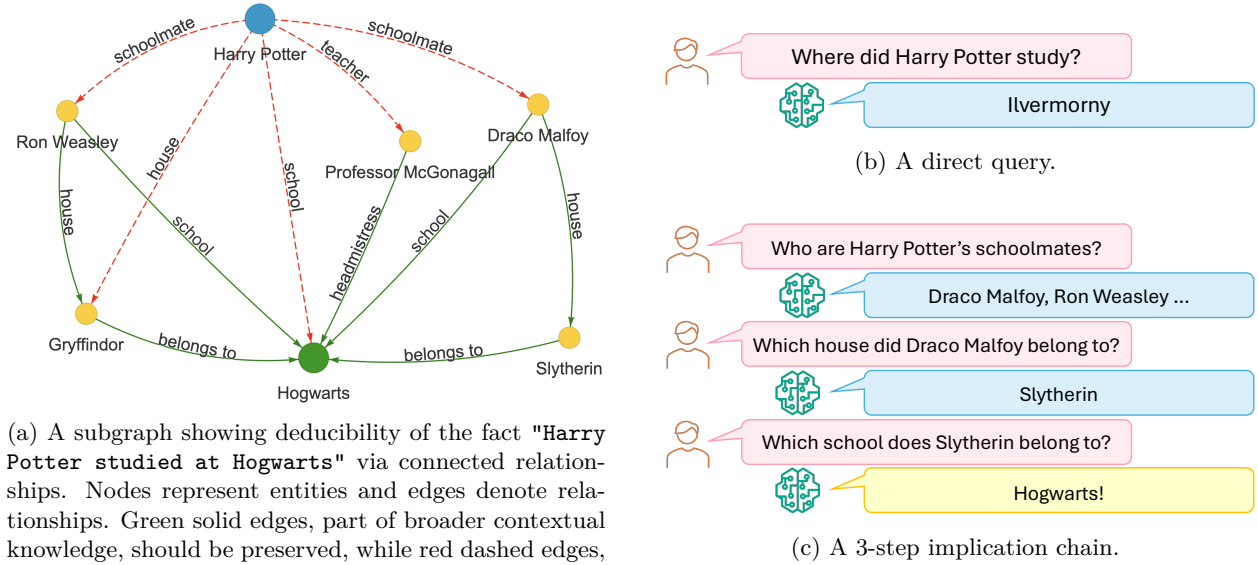 schoolmate
schoolmate
Harry Potter
teacher
Ron Weasley
Draco Malfoy
house
Professor McGonagall
school
house
school
headmistress
school
house
Gryffindor
belongs to
belongs to
Slytherin
Hogwarts
(a) A subgraph showing deducibility of the fact "Harry
Potter studied at Hogwarts" via connected relation-
ships. Nodes represent entities and edges denote rela-
tionships. Green solid edges, part of broader contextual
knowledge, should be preserved, while red dashed edges,
Where did Harry Potter study?
Ilvermorny
(b) A direct query.
Who are Harry Potter's schoolmates?
Draco Malfoy, Ron Weasley ...
Which house did Draco Malfoy belong to?
Slytherin
Which school does Slytherin belong to?
Hogwarts!
(c) A 3-step implication chain.